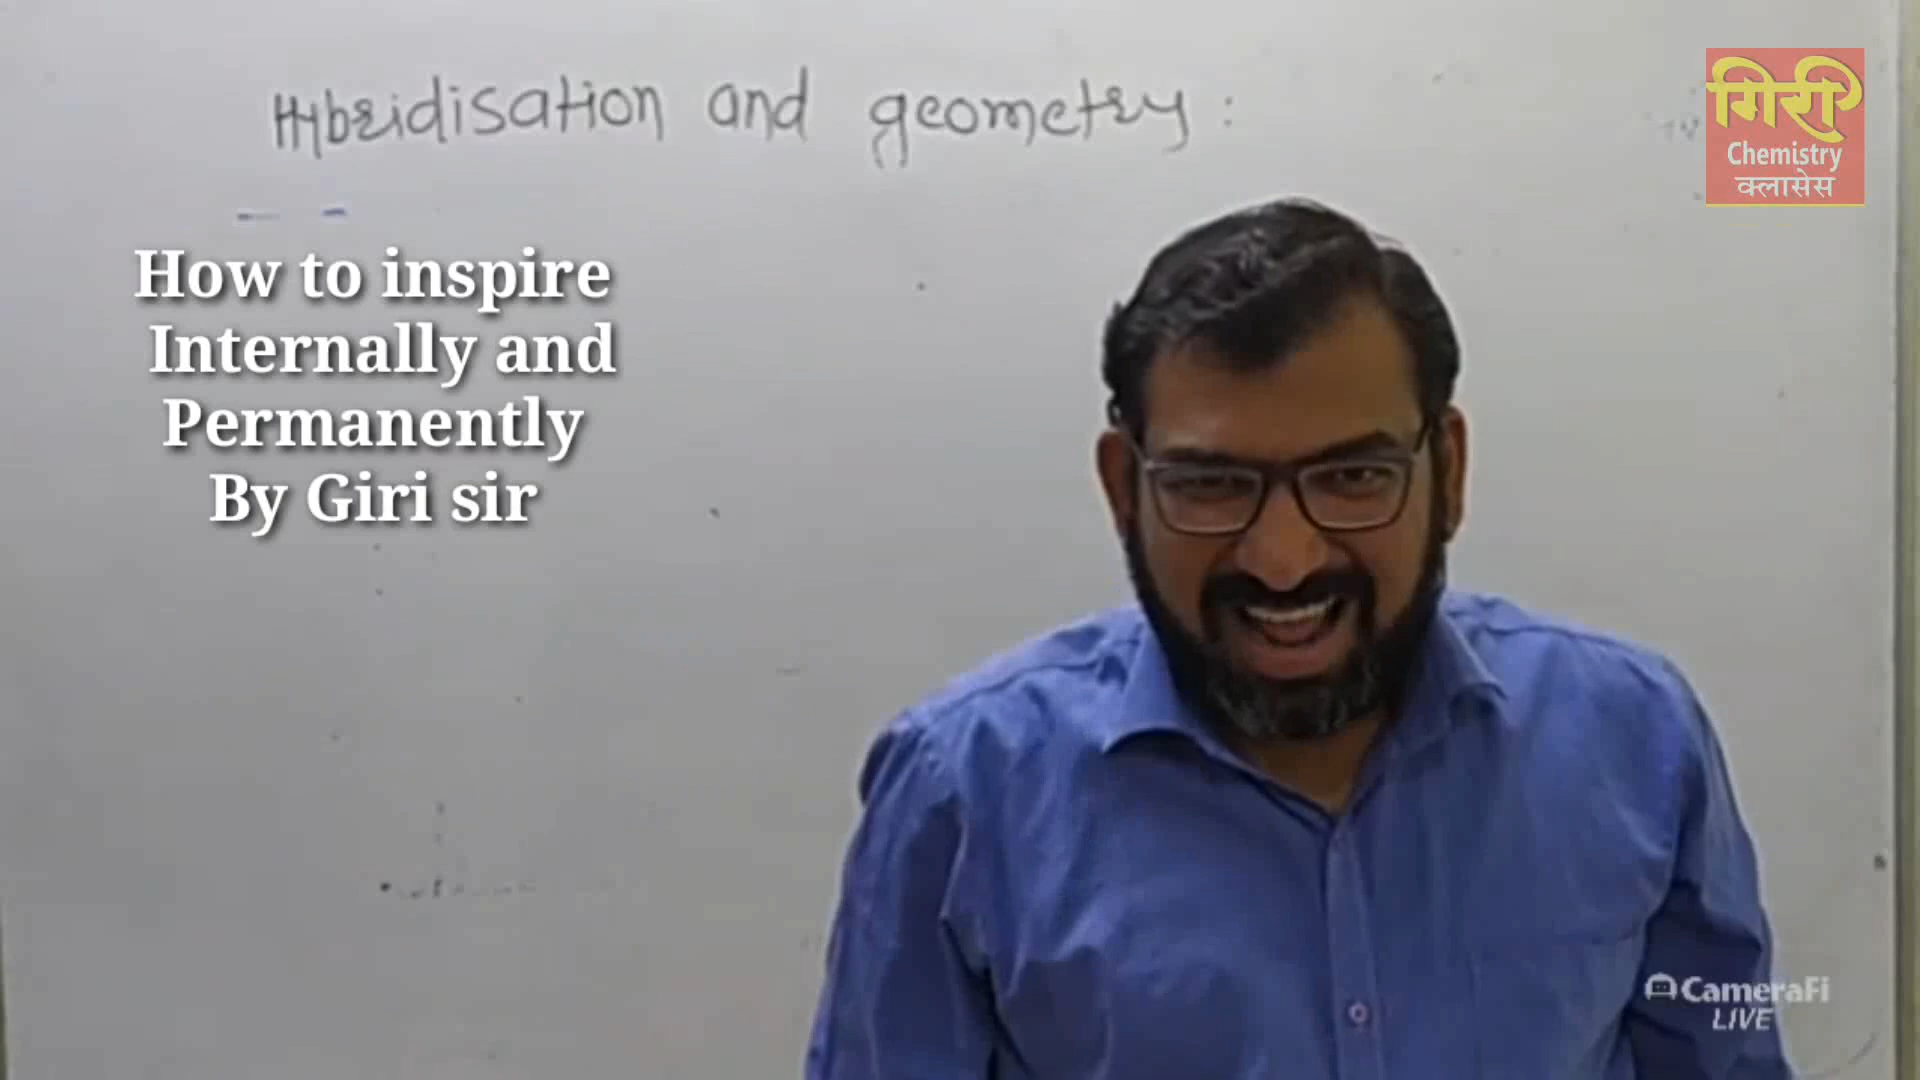 Hybridisation and geometry :
गिरी
Chemistry
क्लासेस
How to inspire
Internally and
Permanently
By Giri sir
CameraFi
LIVE